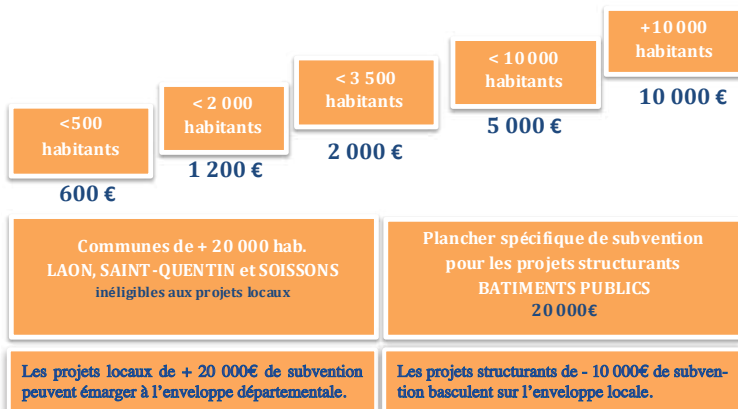 <500
habitants
600 €
< 2 000
habitants
1 200 €
< 3 500
habitants
2 000 €
< 10 000
habitants
5 000 €
+10 000
habitants
10 000 €
Communes de + 20 000 hab.
LAON, SAINT-QUENTIN et SOISSONS
inéligibles aux projets locaux
Plancher spécifique de subvention
pour les projets structurants
BATIMENTS PUBLICS
20 000€
Les projets locaux de + 20 000€ de subvention
peuvent émarger à l'enveloppe départementale.
Les projets structurants de - 10 000€ de subven-
tion basculent sur l'enveloppe locale.